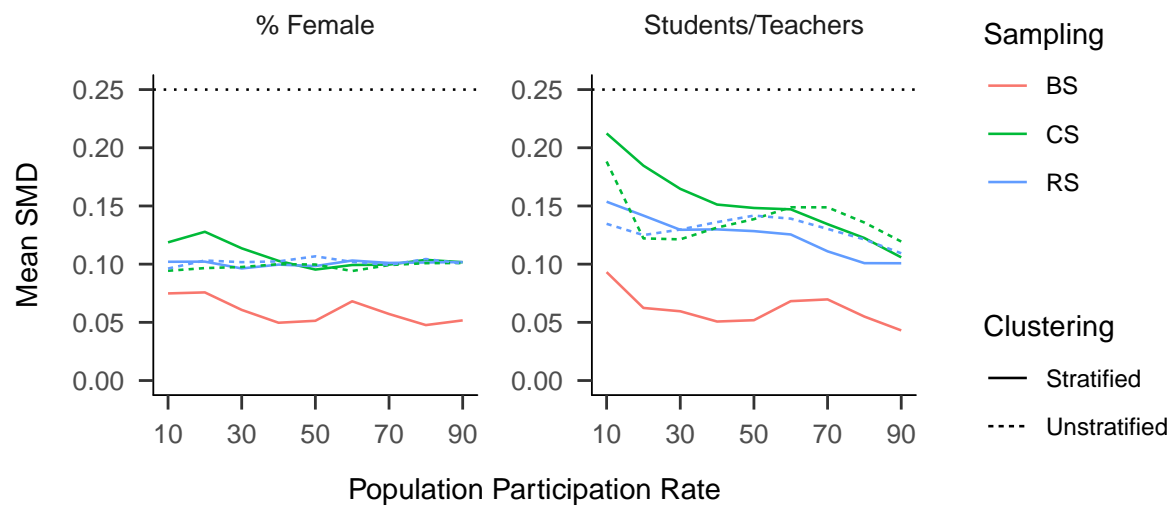 % Female
Students/Teachers
Mean SMD
0.25
0.20
0.15
0.10
0.05
0.00
10 30 50 70 90
0.25
0.20
0.15
0.10
0.05
0.00
10 30 50 70 90
Population Participation Rate
Sampling
BS
CS
RS
Clustering
Stratified
Unstratified